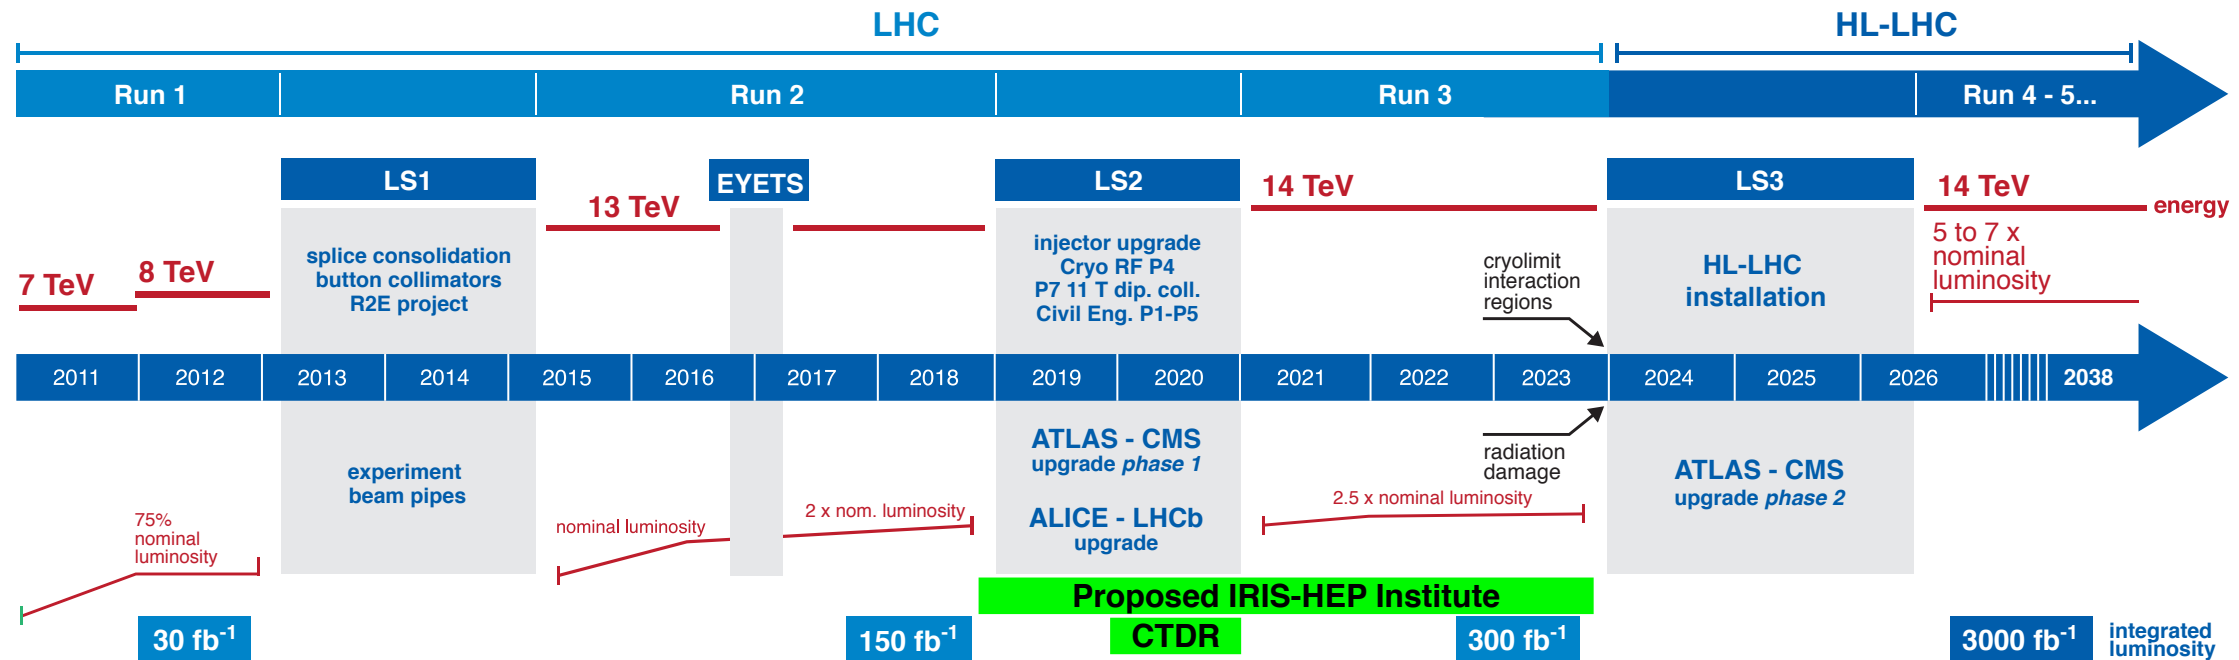 LHC
HL-LHC
Run 1
Run 2
Run 3
Run 4 - 5...
LS1
EYETS
LS2
LS3
7 TeV
8 TeV
13 TeV
14 TeV
14 TeV
energy
splice consolidation
button collimators
R2E project
injector upgrade
Cryo RF P4
P7 11 T dip. coll.
Civil Eng. P1-P5
cryolimit
interaction
regions
HL-LHC
installation
5 to 7 x
nominal
luminosity
2011
2012
2013
2014
2015
2016
2017
2018
2019
2020
2021
2022
2023
2024
2025
2026
2038
75%
nominal
luminosity
experiment
beam pipes
nominal luminosity
2 x nom. luminosity
ATLAS - CMS
upgrade phase 1
ALICE - LHCb
upgrade
radiation
damage
2.5 x nominal luminosity
ATLAS - CMS
upgrade phase 2
Proposed IRIS-HEP Institute
CTDR
30 fb-1
150 fb-1
300 fb-1
3000 fb-1
integrated
luminosity